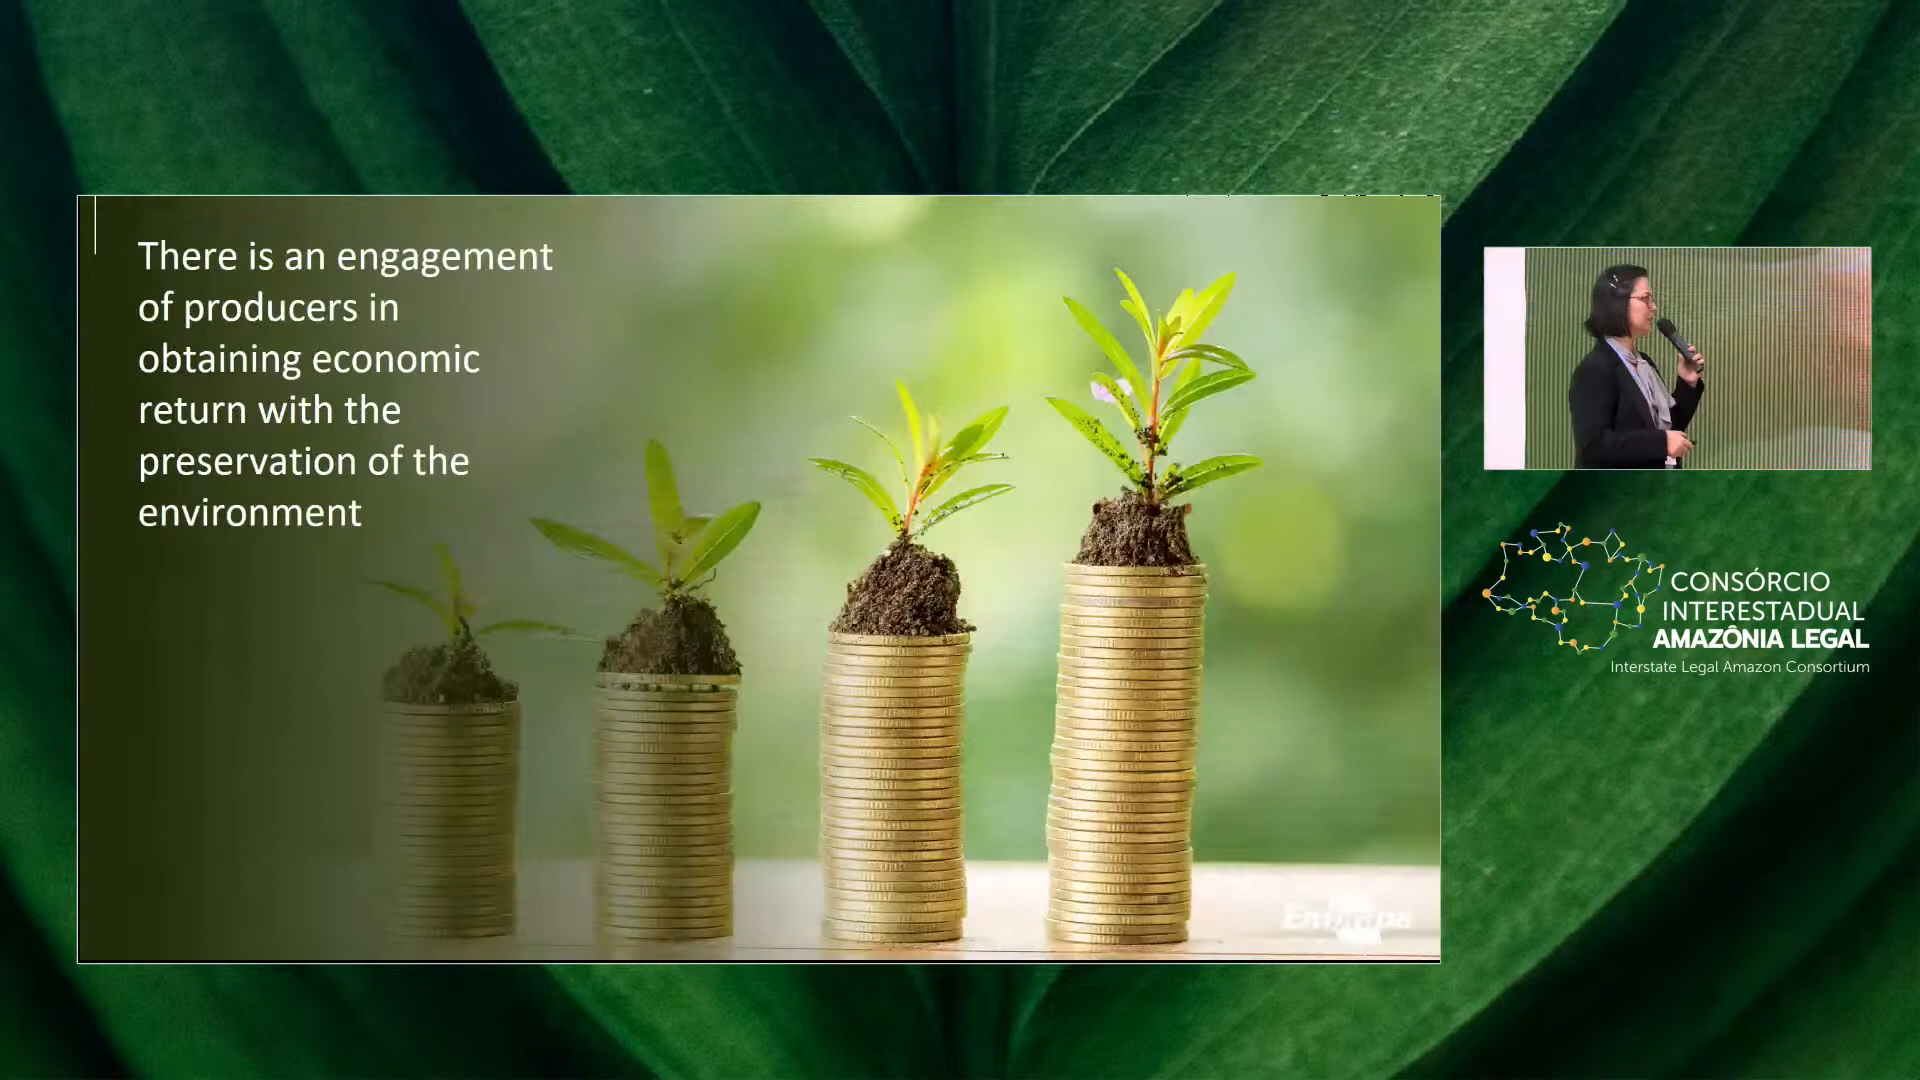 There is an engagement
of producers in
obtaining economic
return with the
preservation of the
environment
Embrapa
CONSÓRCIO
INTERESTADUAL
AMAZÔNIA LEGAL
Interstate Legal Amazon Consortium